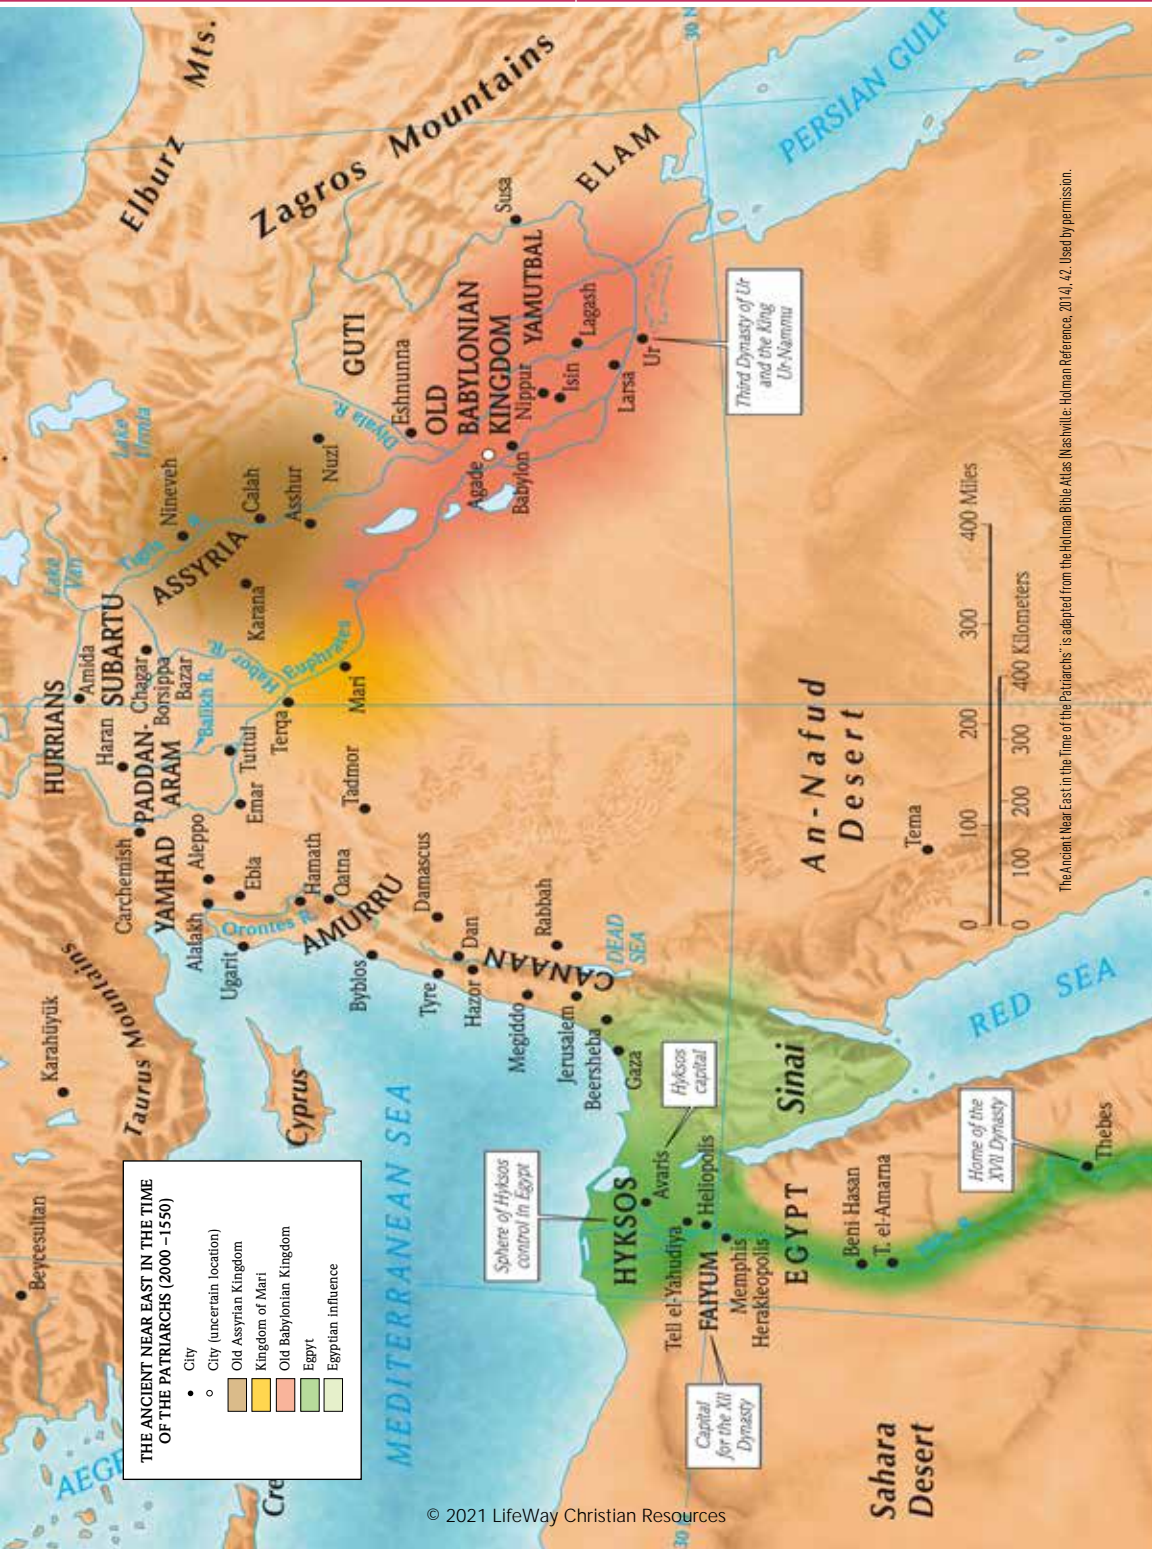 THE ANCIENT NEAR EAST IN THE TIME
OF THE PATRIARCHS (2000 –1550)
City
City (uncertain location)
Old Assyrian Kingdom
Kingdom of Mari
Old Babylonian Kingdom
Egpyt
Egyptian influence
AEGE
Cre
Beycesultan
Karahüyük
Taurus Mountains
Cyprus
MEDITERRANEAN SEA
HURRIANS
Amida
SUBARTU
Haran
PADDAN-
ARAM
Chagar
Bazar
Borsippa
Balikh R.
Habor R.
Carchemish
YAMHAD
Aleppo
Alalakh
Ebla
Emar
Tuttul
Terqa
Ugarit
Orontes R.
Hamath
Qatna
AMURRU
Tadmor
Mari
Euphrates R.
Karana
ASSYRIA
Tigris R.
Nineveh
Calah
Asshur
Nuzi
Lake
Van
Lake
Urmia
Elburz Mts.
Zagros Mountains
GUTI
Diyala R.
Eshnunna
OLD
BABYLONIAN
KINGDOM
Agade
Babylon
Nippur
Isin
YAMUTBAL
Lagash
Larsa
Ur
Susa
ELAM
PERSIAN GULF
30 N
Third Dynasty of Ur
and the King
Ur-Nammu
Byblos
Damascus
Tyre
Dan
Hazor
CANAAN
Megiddo
Rabbah
Jerusalem
DEAD
SEA
Beersheba
Gaza
Sphere of Hyksos
control in Egypt
Hyksos
capital
HYKSOS
Avaris
Tell el-Yahudiya
Heliopolis
FAIYUM
Memphis
Herakleopolis
EGYPT
Sinai
Capital
for the XII
Dynasty
Beni-Hasan
T. el-Amarna
Nile R.
Home of the
XVII Dynasty
Thebes
RED SEA
Sahara
Desert
30 N
An-Nafud
Desert
Tema
0 100 200 300 400 Miles
0 100 200 300 400 Kilometers
"The Ancient Near East in the Time of the Patriarchs" is adapted from the Holman Bible Atlas (Nashville: Holman Reference, 2014), 42. Used by permission.
© 2021 LifeWay Christian Resources